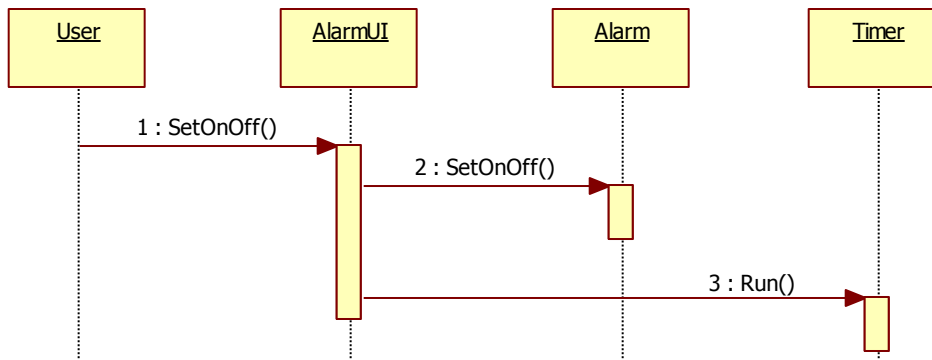 User
AlarmUI
Alarm
Timer
1 : SetOnOff()
2 : SetOnOff()
3 : Run()